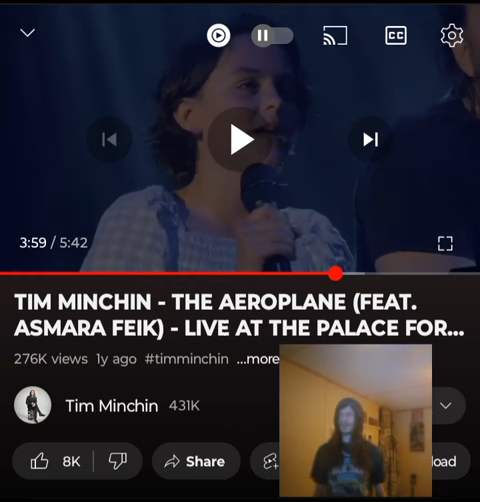 CC
3:59 / 5:42
TIM MINCHIN - THE AEROPLANE (FEAT.
ASMARA FEIK) - LIVE AT THE PALACE FOR...
276K views 1y ago #timminchin ...more
Tim Minchin 431K
8K Share load